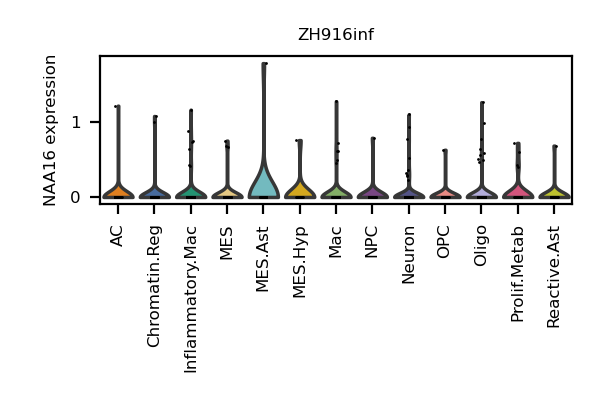 ZH916inf
NAA16 expression
1
0
AC
Chromatin.Reg
Inflammatory.Mac
MES
MES.Ast
MES.Hyp
Mac
NPC
Neuron
OPC
Oligo
Prolif.Metab
Reactive.Ast